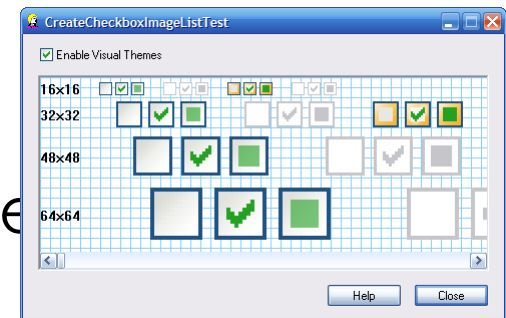 CreateCheckboxImageListTest
Enable Visual Themes
16x16
32x32
48x48
e
64x64
Help
Close